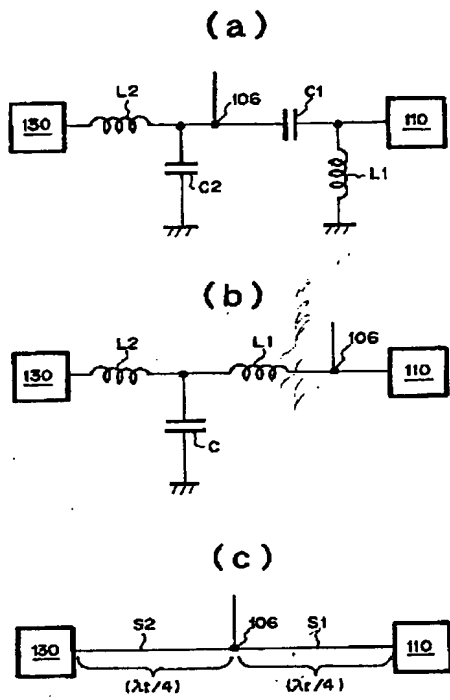 (a)
L2 106 C1
130 110
C2 L1
(b)
L2 L1 106
130 110
C
(c)
S2 106 S1
130 110
(λt/4) (λr/4)